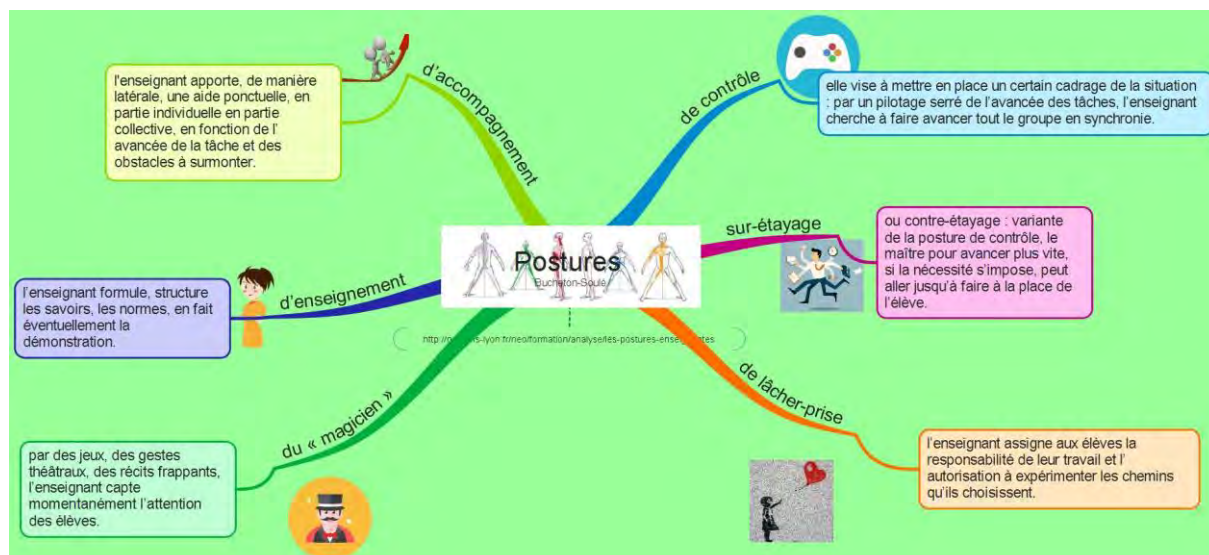 Postures
Bucheton-Soulé
d'accompagnement
l'enseignant apporte, de manière
latérale, une aide ponctuelle, en
partie individuelle en partie
collective, en fonction de l'
avancée de la tâche et des
obstacles à surmonter.
de contrôle
elle vise à mettre en place un certain cadrage de la situation
: par un pilotage serré de l'avancée des tâches, l'enseignant
cherche à faire avancer tout le groupe en synchronie.
sur-étayage
ou contre-étayage : variante
de la posture de contrôle, le
maître pour avancer plus vite,
si la nécessité s'impose, peut
aller jusqu'à faire à la place de
l'élève.
d'enseignement
l'enseignant formule, structure
les savoirs, les normes, en fait
éventuellement la
démonstration.
du « magicien »
par des jeux, des gestes
théâtraux, des récits frappants,
l'enseignant capte
momentanément l'attention
des élèves.
de lâcher-prise
l'enseignant assigne aux élèves la
responsabilité de leur travail et l'
autorisation à expérimenter les chemins
qu'ils choisissent.